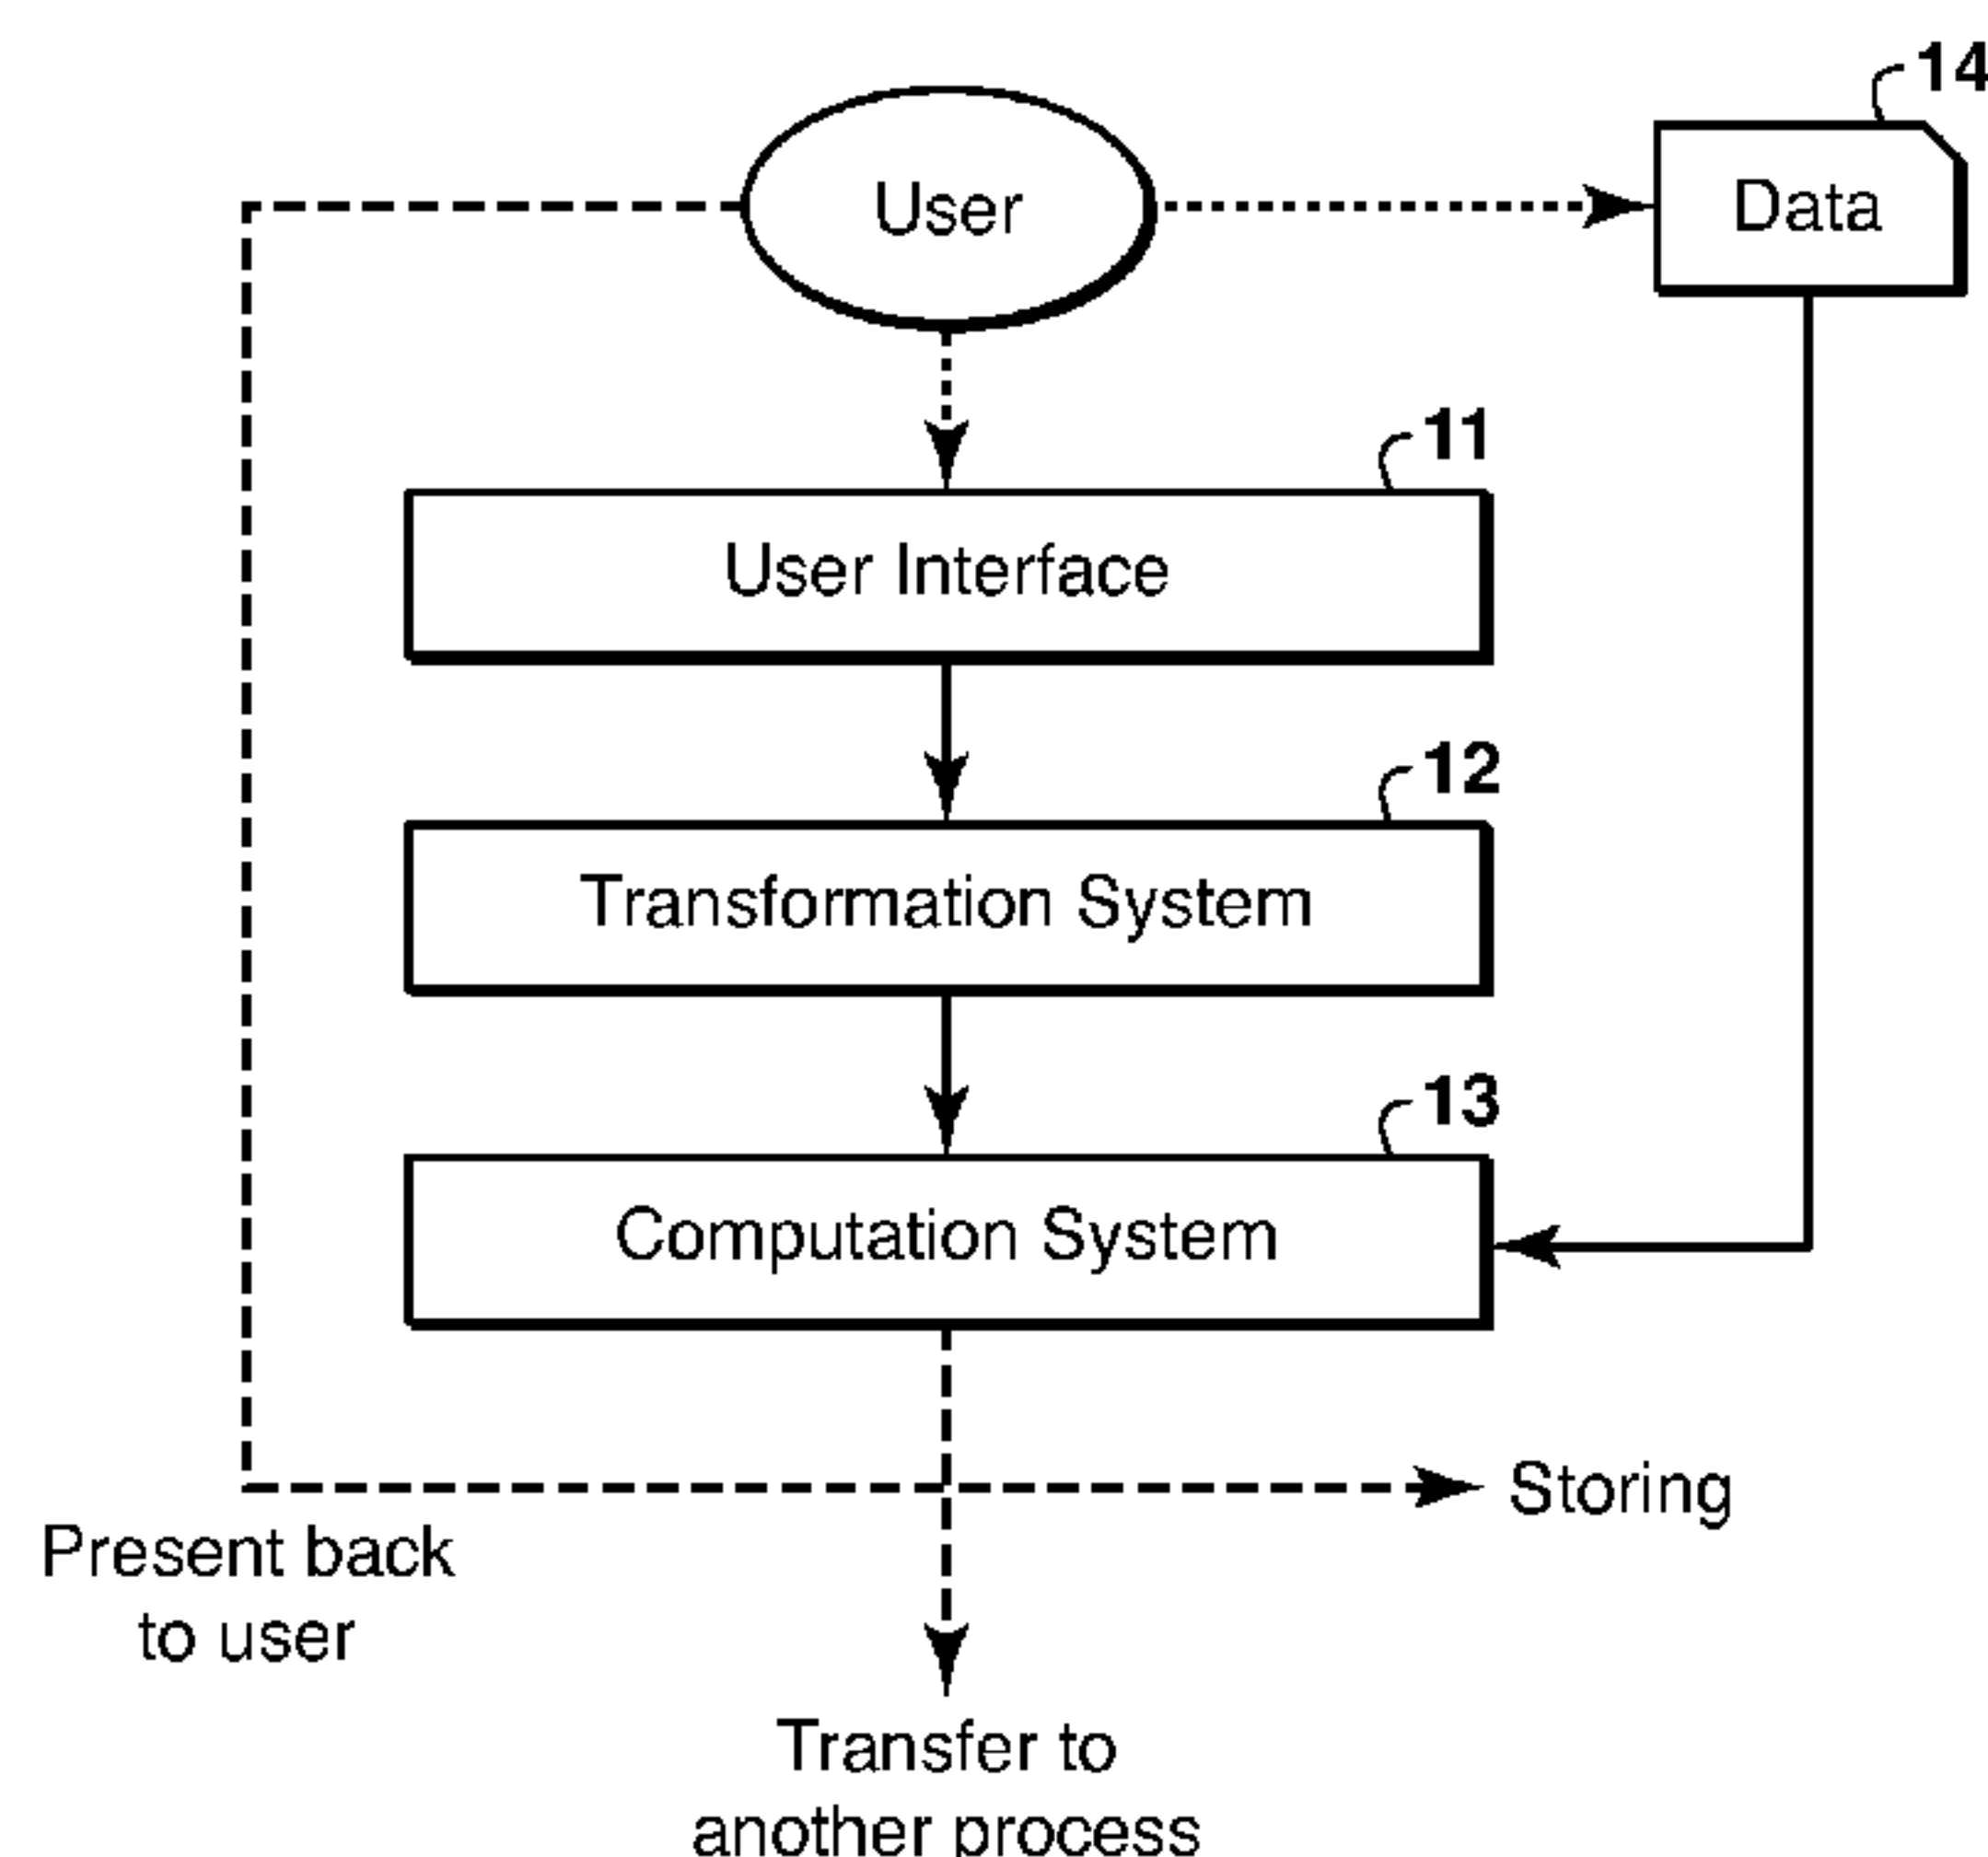 14
User
Data
11
User Interface
12
Transformation System
13
Computation System
Storing
Present back
to user
Transfer to
another process